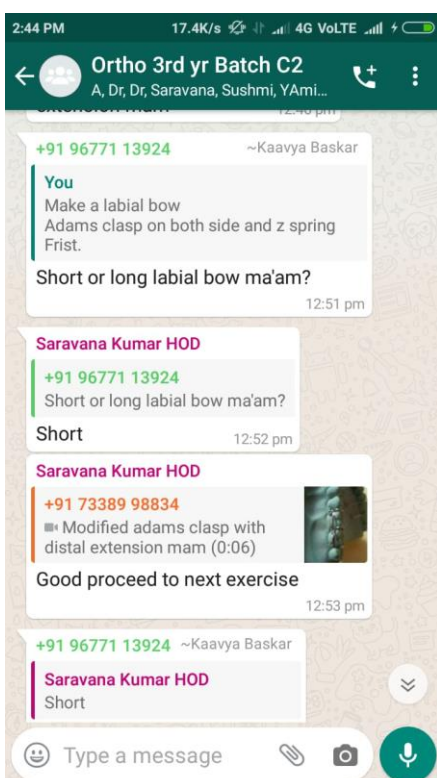 2:44 PM 17.4K/s 4G VoLTE
Ortho 3rd yr Batch C2
A, Dr, Dr, Saravana, Sushmi, YAmi...
extension mam 12:46 pm
+91 96771 13924 ~Kaavya Baskar
You
Make a labial bow
Adams clasp on both side and z spring
Frist.
Short or long labial bow ma'am?
12:51 pm
Saravana Kumar HOD
+91 96771 13924
Short or long labial bow ma'am?
Short 12:52 pm
Saravana Kumar HOD
+91 73389 98834
Modified adams clasp with
distal extension mam (0:06)
Good proceed to next exercise
12:53 pm
+91 96771 13924 ~Kaavya Baskar
Saravana Kumar HOD
Short
Type a message